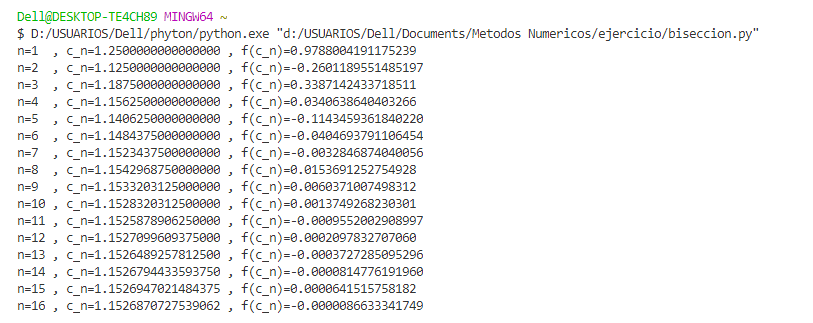 Dell@DESKTOP-TE4CH89 MINGW64 ~
$ D:/USUARIOS/Dell/phyton/python.exe "d:/USUARIOS/Dell/Documents/Metodos Numericos/ejercicio/biseccion.py"
n=1  , c_n=1.2500000000000000 , f(c_n)=0.9788004191175239
n=2  , c_n=1.1250000000000000 , f(c_n)=-0.2601189551485197
n=3  , c_n=1.1875000000000000 , f(c_n)=0.3387142433718511
n=4  , c_n=1.1562500000000000 , f(c_n)=0.0340638640403266
n=5  , c_n=1.1406250000000000 , f(c_n)=-0.1143459361840220
n=6  , c_n=1.1484375000000000 , f(c_n)=-0.0404693791106454
n=7  , c_n=1.1523437500000000 , f(c_n)=-0.0032846874040056
n=8  , c_n=1.1542968750000000 , f(c_n)=0.0153691252754928
n=9  , c_n=1.1533203125000000 , f(c_n)=0.0060371007498312
n=10 , c_n=1.1528320312500000 , f(c_n)=0.0013749268230301
n=11 , c_n=1.1525878906250000 , f(c_n)=-0.0009552002908997
n=12 , c_n=1.1527099609375000 , f(c_n)=0.0002097832707060
n=13 , c_n=1.1526489257812500 , f(c_n)=-0.0003727285095296
n=14 , c_n=1.1526794433593750 , f(c_n)=-0.0000814776191960
n=15 , c_n=1.1526947021484375 , f(c_n)=0.0000641515758182
n=16 , c_n=1.1526870727539062 , f(c_n)=-0.0000086633341749